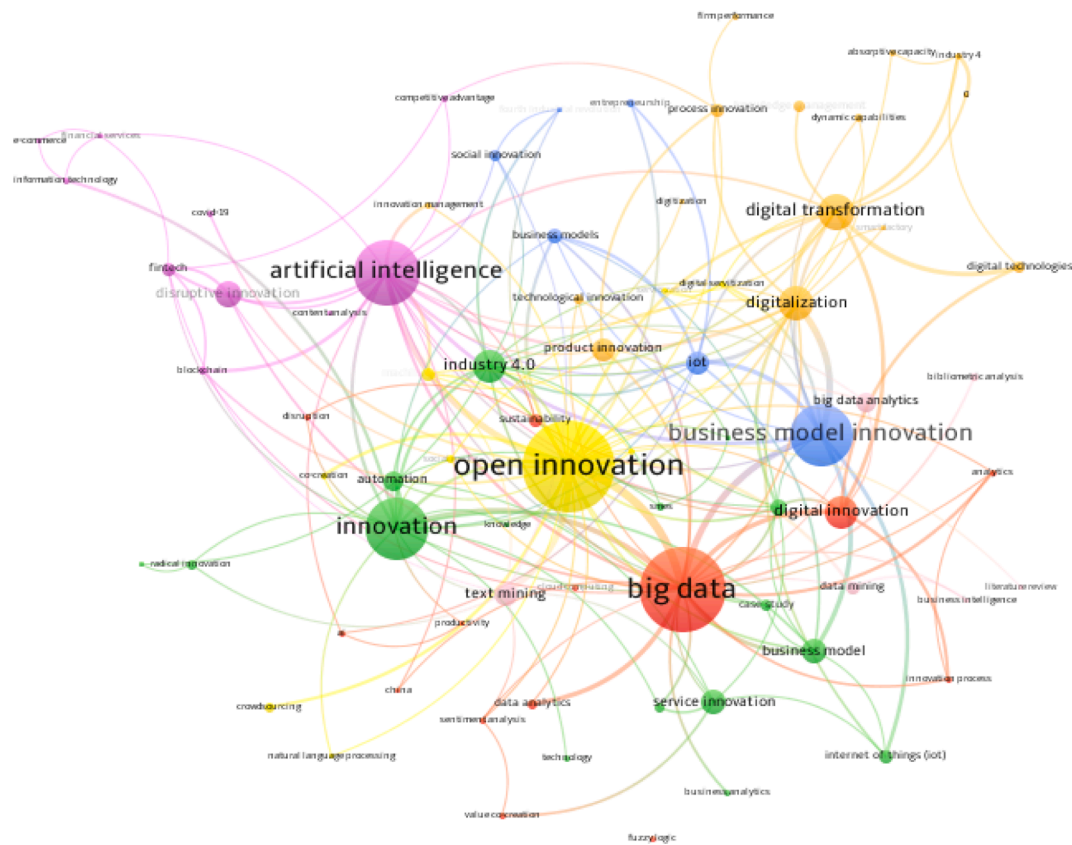 firm performance
absorptive capacity
industry 4
d
competitive advantage
entrepreneurship
process innovation
dynamic capabilities
e-commerce
financial services
social innovation
information technology
covid-19
innovation management
digitization
digital transformation
smart factory
business models
fintech
artificial intelligence
digital technologies
disruptive innovation
digital servitization
technological innovation
digitalization
content analysis
product innovation
industry 4.0
iot
blockchain
bibliometric analysis
big data analytics
disruption
sustainability
business model innovation
open innovation
co-creation
automation
analytics
smes
digital innovation
innovation
knowledge
radical innovation
cloud computing
data mining
literature review
text mining
big data
business intelligence
case study
productivity
business model
china
innovation process
crowdsourcing
data analytics
service innovation
sentiment analysis
natural language processing
technology
internet of things (iot)
business analytics
value co-creation
fuzzy logic